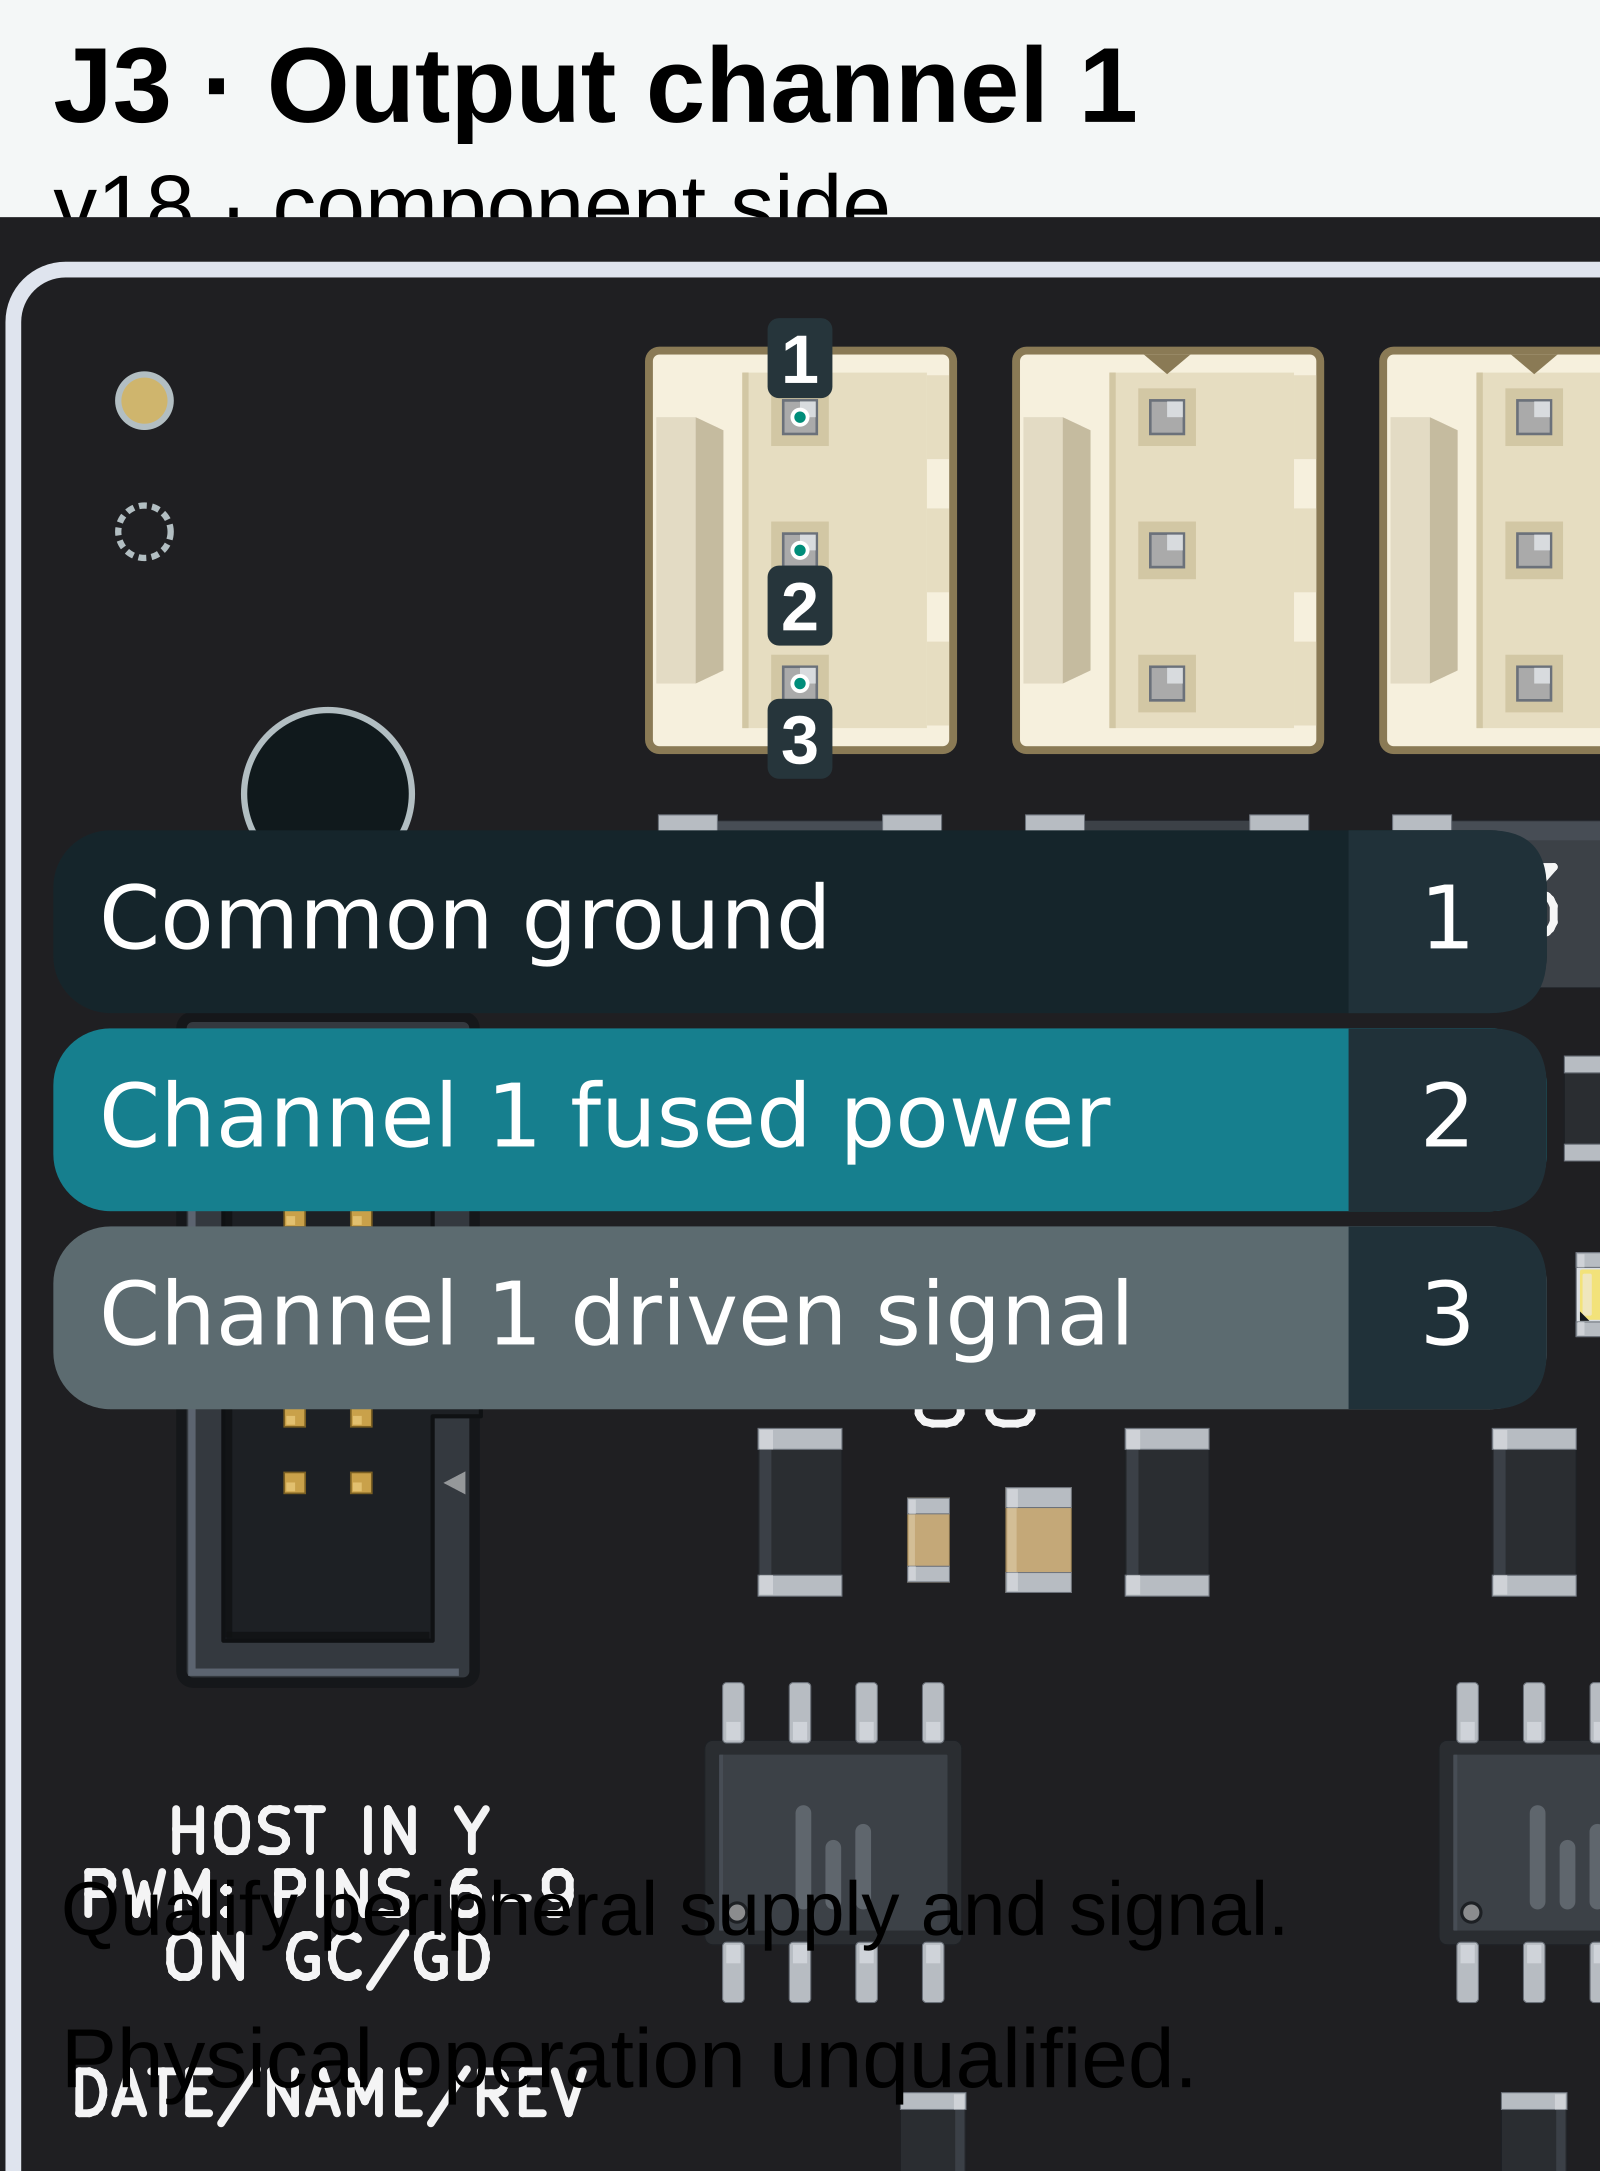 J3 · Output channel 1
v18 · component side
1
2
3
Common ground 1
Channel 1 fused power 2
Channel 1 driven signal 3
HOST IN Y
PWM: PINS 6-9
Qualify peripheral supply and signal.
ON GC/GD
Physical operation unqualified.
DATE/NAME/REV